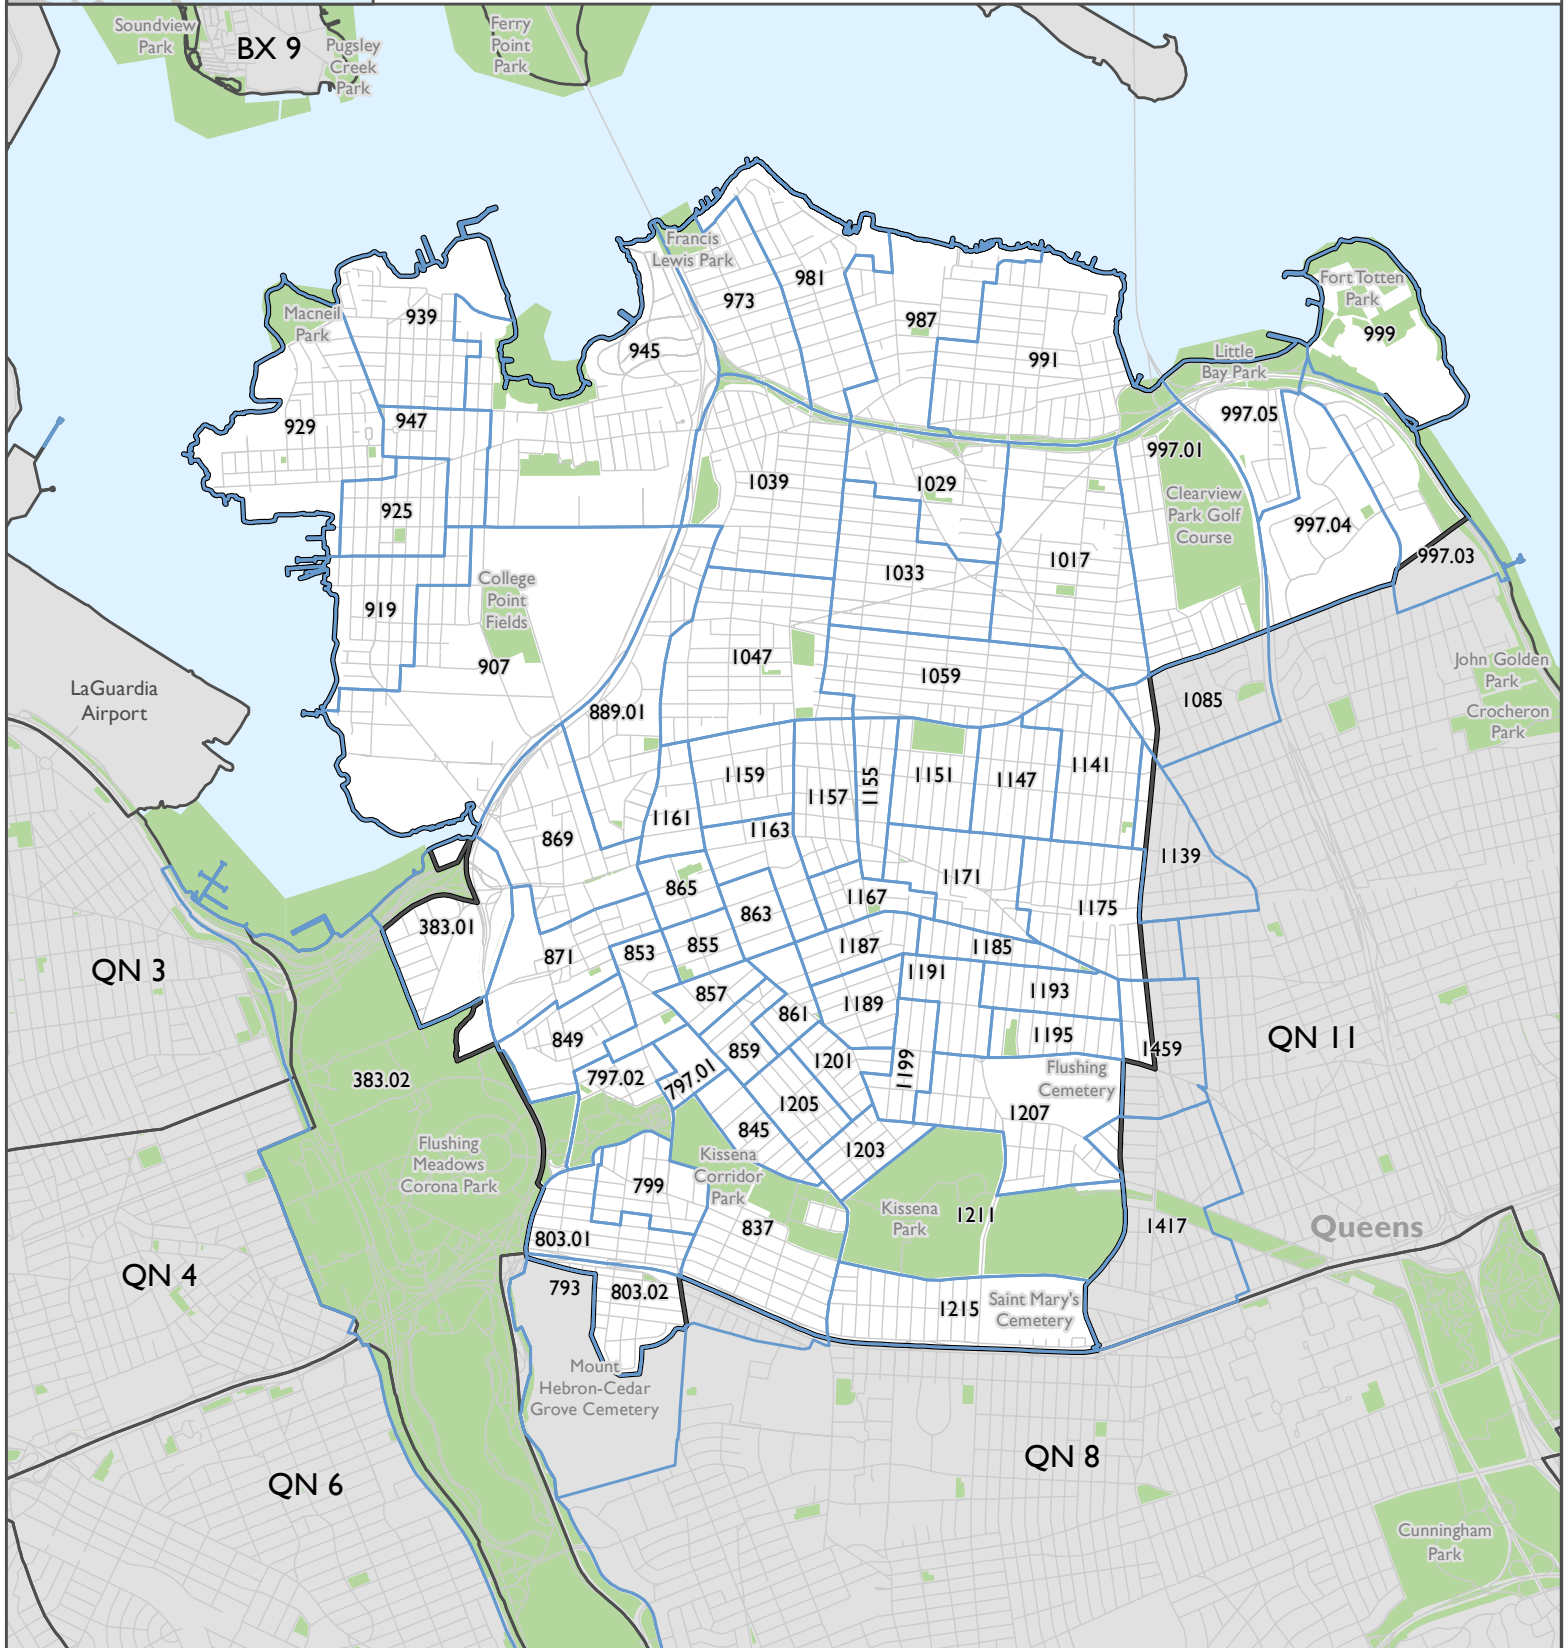 Soundview
Park
BX 9
Pugsley
Creek
Park
Ferry
Point
Park
Francis
Lewis Park
981
973
987
991
Macneil
Park
939
945
929
947
925
919
College
Point
Fields
907
LaGuardia
Airport
Fort Totten
Park
999
Little
Bay Park
997.05
997.01
Clearview
Park Golf
Course
997.04
997.03
1039
1029
1033
1017
1047
1059
889.01
1085
John Golden
Park
Crocheron
Park
1159
1157
1155
1151
1147
1141
1161
1163
869
1139
865
863
1167
1171
1175
383.01
871
853
855
1187
1185
QN 3
857
861
1189
1191
1193
1195
QN 11
849
859
1201
1199
1459
797.02
797.01
383.02
Flushing
Cemetery
1205
1207
845
1203
Flushing
Meadows
Corona Park
Kissena
Corridor
Park
799
837
Kissena
Park
1211
1417
Queens
803.01
QN 4
793
803.02
1215
Saint Mary's
Cemetery
Mount
Hebron-Cedar
Grove Cemetery
QN 6
QN 8
Cunningham
Park